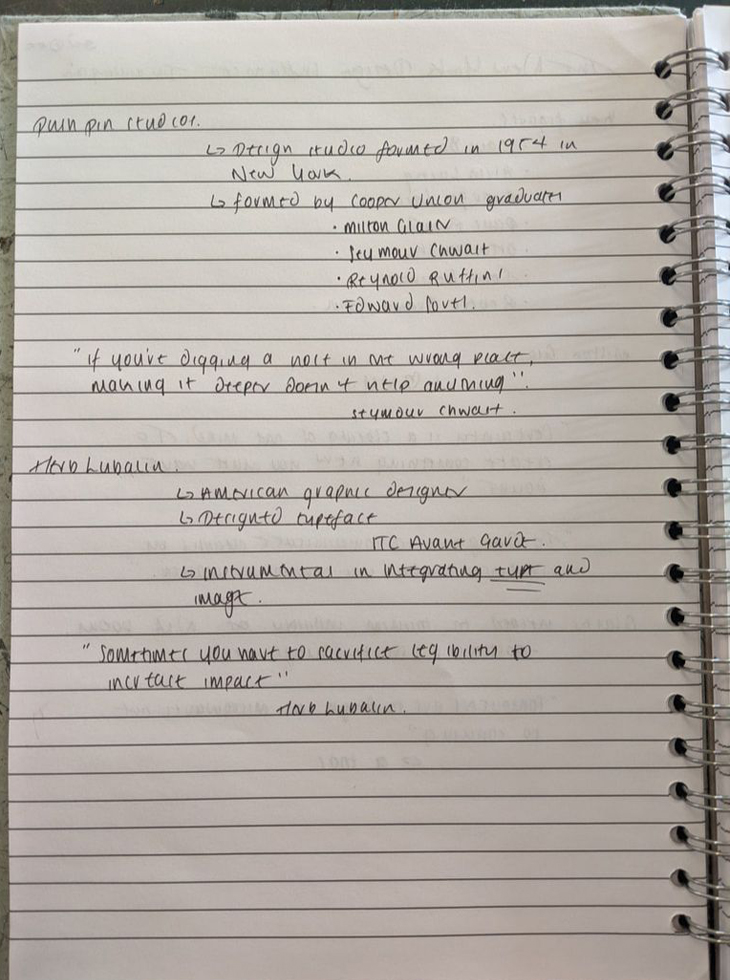 Push pin studios.
↳ Design studio formed in 1954 in
New York.
↳ formed by Cooper Union graduates
· Milton Glaser
· Seymour Chwast
· Reynold Ruffins
· Edward Sorel.
"if you're digging a hole in the wrong place,
making it deeper doesn't help anything".
Seymour Chwast.
Herb Lubalin
↳ American graphic designer
↳ Designed typeface
ITC Avant Garde.
↳ instrumental in integrating type and
image.
"Sometimes you have to sacrifice legibility to
increase impact"
Herb Lubalin.